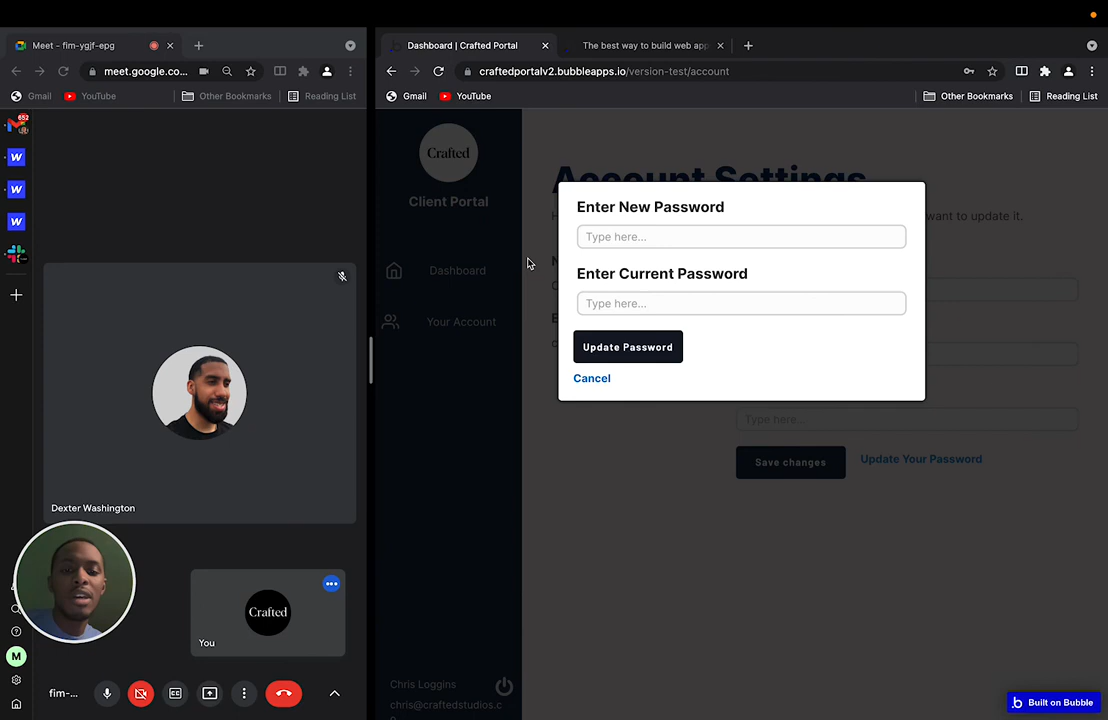 Meet - fim-ygjf-epg
meet.google.co...
Gmail
YouTube
Other Bookmarks
Reading List
652
W
W
W
Dexter Washington
Crafted
You
M
fim-...
Dashboard | Crafted Portal
The best way to build web app
craftedportalv2.bubbleapps.io/version-test/account
Gmail
YouTube
Other Bookmarks
Reading List
Crafted
Client Portal
Dashboard
Your Account
Chris Loggins
chris@craftedstudios.c
Account Settings
want to update it.
Enter New Password
Type here...
Enter Current Password
Type here...
Update Password
Cancel
Type here...
Save changes
Update Your Password
b Built on Bubble